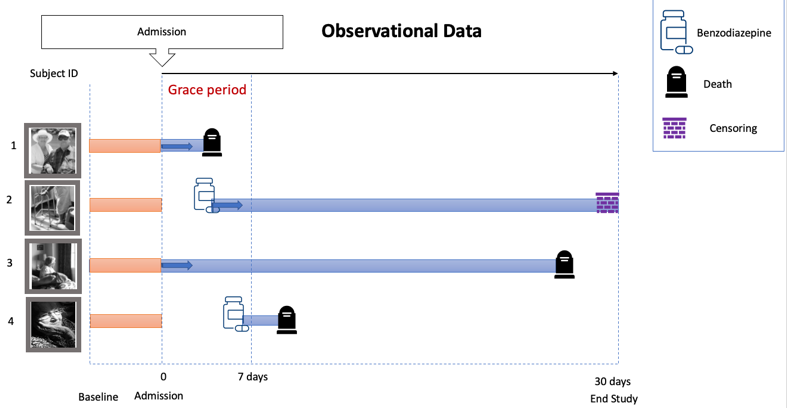 Admission
Observational Data
Benzodiazepine
Death
Censoring
Subject ID
Grace period
1
2
3
4
0
7 days
30 days
Baseline
Admission
End Study